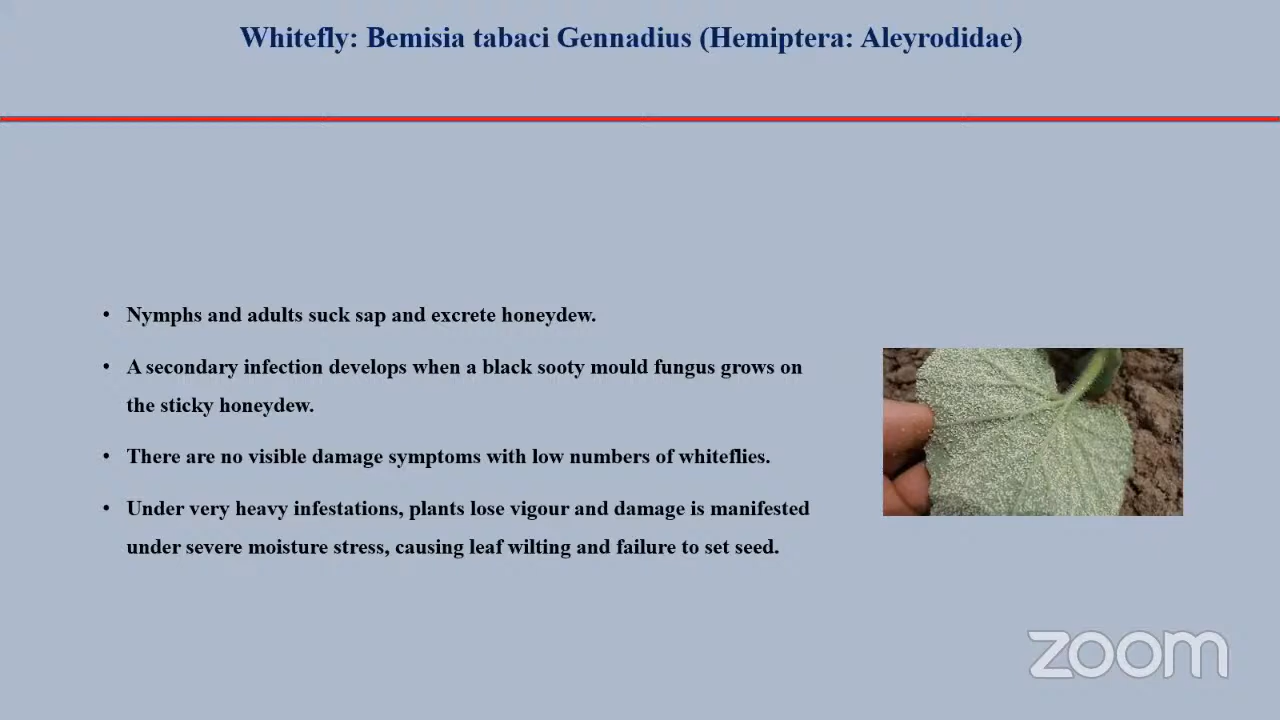 Whitefly: Bemisia tabaci Gennadius (Hemiptera: Aleyrodidae)
• Nymphs and adults suck sap and excrete honeydew.
• A secondary infection develops when a black sooty mould fungus grows on
the sticky honeydew.
• There are no visible damage symptoms with low numbers of whiteflies.
• Under very heavy infestations, plants lose vigour and damage is manifested
under severe moisture stress, causing leaf wilting and failure to set seed.
zoom